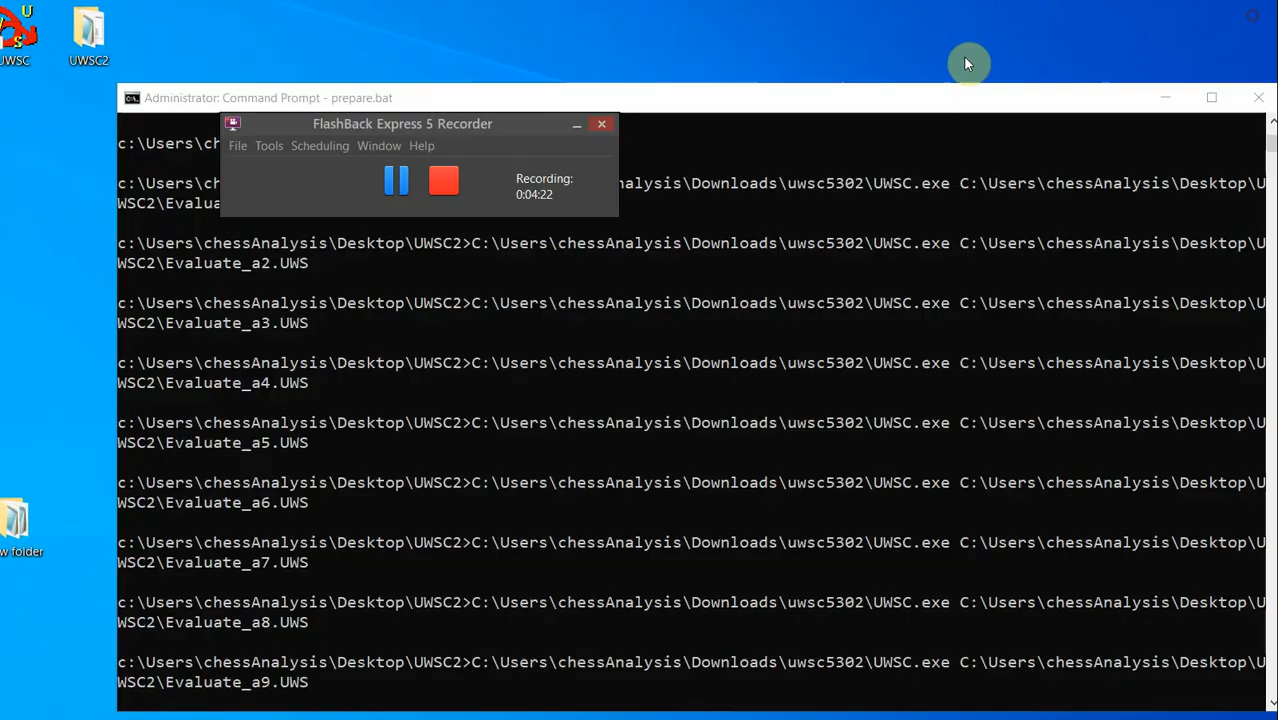 U
S
UWSC
UWSC2
Administrator: Command Prompt - prepare.bat
FlashBack Express 5 Recorder
File Tools Scheduling Window Help
Recording:
0:04:22
c:\Users\ch
c:\Users\ch nalysis\Downloads\uwsc5302\UWSC.exe C:\Users\chessAnalysis\Desktop\U
WSC2\Evalua
c:\Users\chessAnalysis\Desktop\UWSC2>C:\Users\chessAnalysis\Downloads\uwsc5302\UWSC.exe C:\Users\chessAnalysis\Desktop\U
WSC2\Evaluate_a2.UWS
c:\Users\chessAnalysis\Desktop\UWSC2>C:\Users\chessAnalysis\Downloads\uwsc5302\UWSC.exe C:\Users\chessAnalysis\Desktop\U
WSC2\Evaluate_a3.UWS
c:\Users\chessAnalysis\Desktop\UWSC2>C:\Users\chessAnalysis\Downloads\uwsc5302\UWSC.exe C:\Users\chessAnalysis\Desktop\U
WSC2\Evaluate_a4.UWS
c:\Users\chessAnalysis\Desktop\UWSC2>C:\Users\chessAnalysis\Downloads\uwsc5302\UWSC.exe C:\Users\chessAnalysis\Desktop\U
WSC2\Evaluate_a5.UWS
c:\Users\chessAnalysis\Desktop\UWSC2>C:\Users\chessAnalysis\Downloads\uwsc5302\UWSC.exe C:\Users\chessAnalysis\Desktop\U
WSC2\Evaluate_a6.UWS
c:\Users\chessAnalysis\Desktop\UWSC2>C:\Users\chessAnalysis\Downloads\uwsc5302\UWSC.exe C:\Users\chessAnalysis\Desktop\U
WSC2\Evaluate_a7.UWS
c:\Users\chessAnalysis\Desktop\UWSC2>C:\Users\chessAnalysis\Downloads\uwsc5302\UWSC.exe C:\Users\chessAnalysis\Desktop\U
WSC2\Evaluate_a8.UWS
c:\Users\chessAnalysis\Desktop\UWSC2>C:\Users\chessAnalysis\Downloads\uwsc5302\UWSC.exe C:\Users\chessAnalysis\Desktop\U
WSC2\Evaluate_a9.UWS
w folder